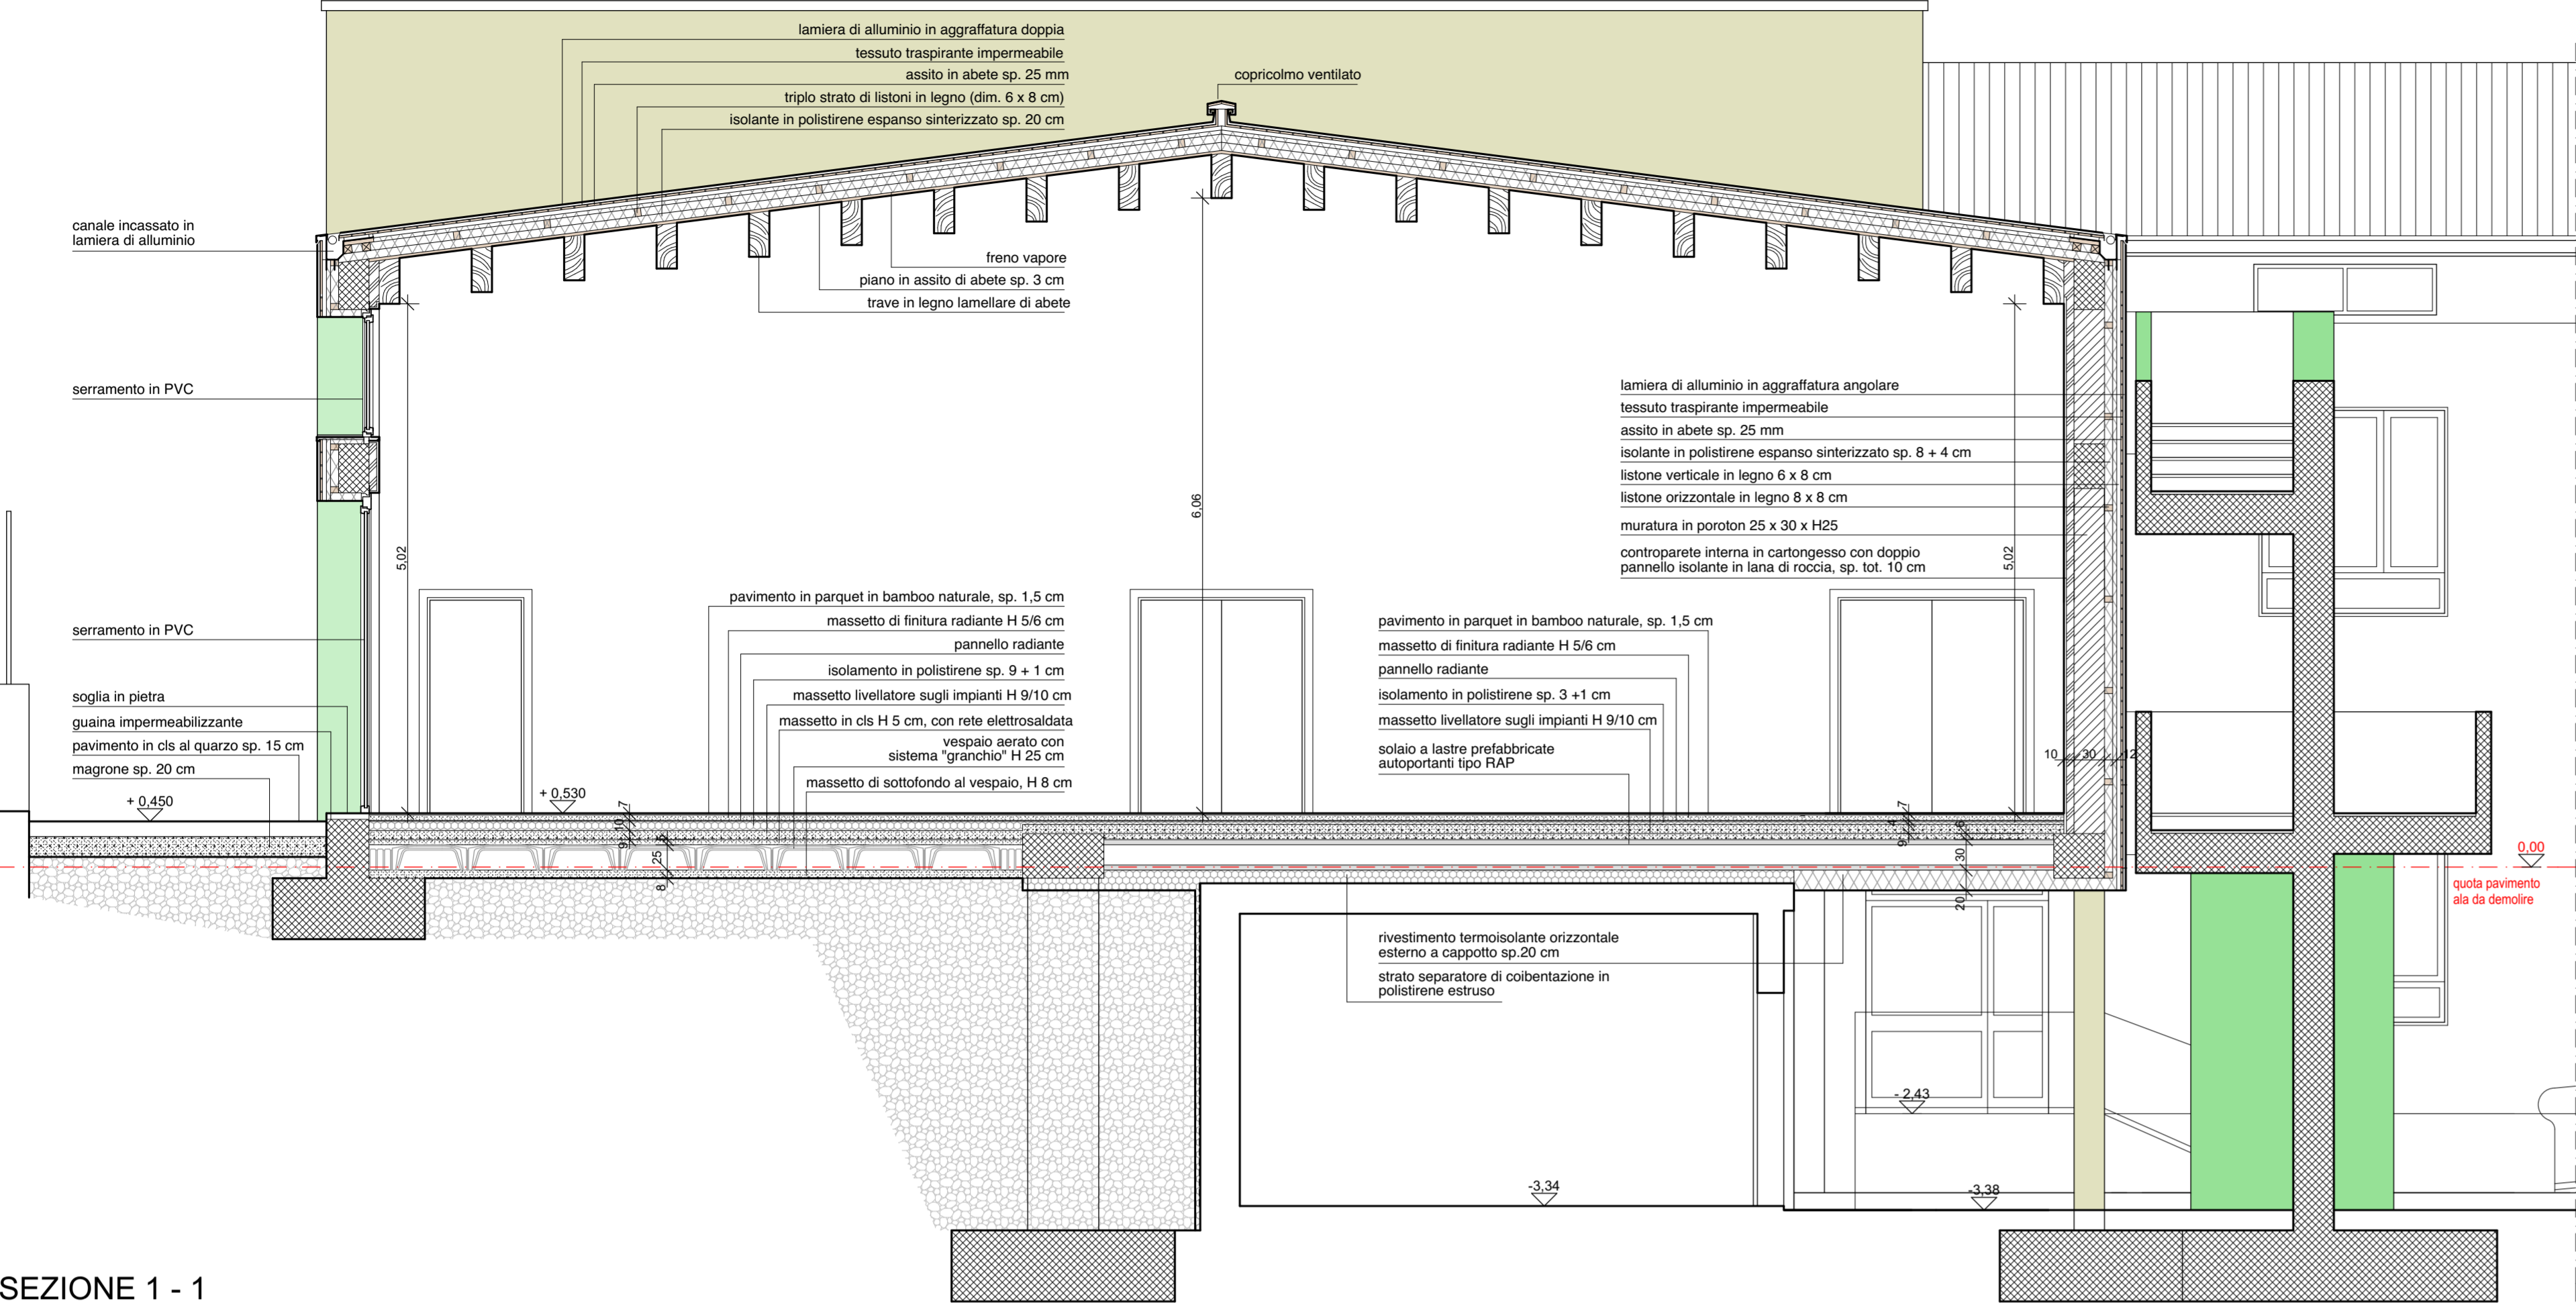 lamiera di alluminio in aggraffatura doppia
tessuto traspirante impermeabile
assito in abete sp. 25 mm
triplo strato di listoni in legno (dim. 6 x 8 cm)
isolante in polistirene espanso sinterizzato sp. 20 cm
copricolmo ventilato
canale incassato in
lamiera di alluminio
freno vapore
piano in assito di abete sp. 3 cm
trave in legno lamellare di abete
serramento in PVC
lamiera di alluminio in aggraffatura angolare
tessuto traspirante impermeabile
assito in abete sp. 25 mm
isolante in polistirene espanso sinterizzato sp. 8 + 4 cm
listone verticale in legno 6 x 8 cm
listone orizzontale in legno 8 x 8 cm
muratura in poroton 25 x 30 x H25
controparete interna in cartongesso con doppio
pannello isolante in lana di roccia, sp. tot. 10 cm
5,02
6,06
5,02
serramento in PVC
soglia in pietra
guaina impermeabilizzante
pavimento in cls al quarzo sp. 15 cm
magrone sp. 20 cm
+ 0,450
+ 0,530
pavimento in parquet in bamboo naturale, sp. 1,5 cm
massetto di finitura radiante H 5/6 cm
pannello radiante
isolamento in polistirene sp. 9 + 1 cm
massetto livellatore sugli impianti H 9/10 cm
massetto in cls H 5 cm, con rete elettrosaldata
vespaio aerato con
sistema "granchio" H 25 cm
massetto di sottofondo al vespaio, H 8 cm
pavimento in parquet in bamboo naturale, sp. 1,5 cm
massetto di finitura radiante H 5/6 cm
pannello radiante
isolamento in polistirene sp. 3 +1 cm
massetto livellatore sugli impianti H 9/10 cm
solaio a lastre prefabbricate
autoportanti tipo RAP
10
30
12
7
10
9
5
25
8
7
4
9
6
30
20
0,00
quota pavimento
ala da demolire
rivestimento termoisolante orizzontale
esterno a cappotto sp.20 cm
strato separatore di coibentazione in
polistirene estruso
- 2,43
-3,34
-3,38
SEZIONE 1 - 1